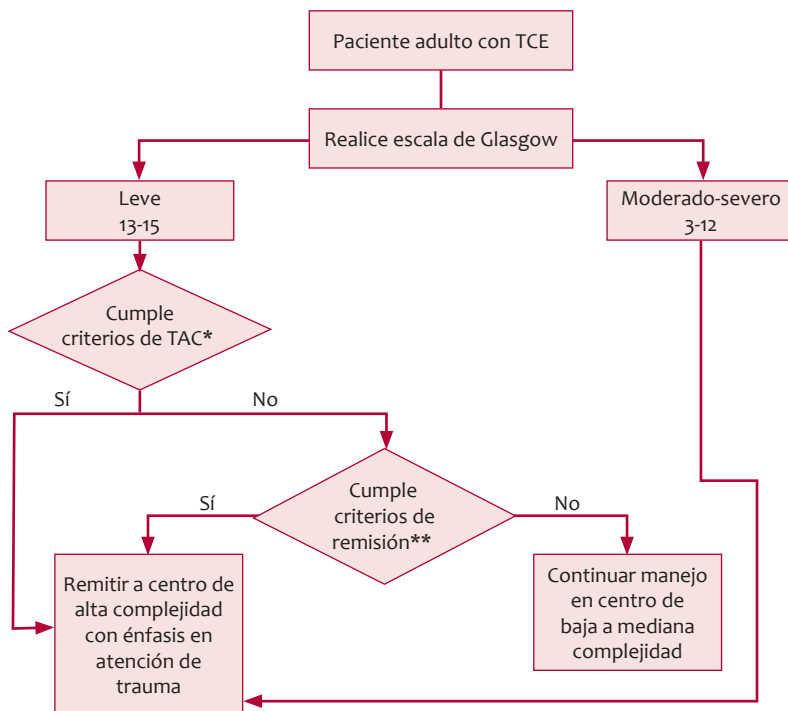 Paciente adulto con TCE
Realice escala de Glasgow
Leve
13-15
Moderado-severo
3-12
Cumple
criterios de TAC*
Sí
No
Cumple
criterios de
remisión**
Sí
No
Remitir a centro de
alta complejidad
con énfasis en
atención de
trauma
Continuar manejo
en centro de
baja a mediana
complejidad